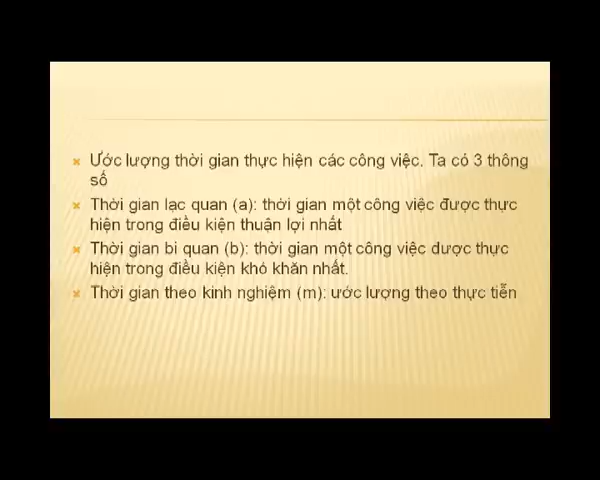 Ước lượng thời gian thực hiện các công việc. Ta có 3 thông
số
Thời gian lạc quan (a): thời gian một công việc được thực
hiện trong điều kiện thuận lợi nhất
Thời gian bi quan (b): thời gian một công việc được thực
hiện trong điều kiện khó khăn nhất.
Thời gian theo kinh nghiệm (m): ước lượng theo thực tiễn